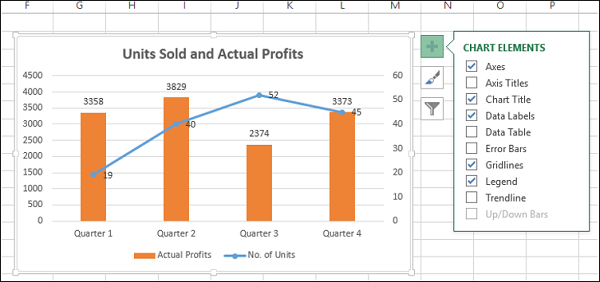 F G H I J K L M N O P Q
Units Sold and Actual Profits
4500 60
4000 50
3500 40
3000 30
2500 20
2000 10
1500 0
1000
500
0
3358 3829 2374 3373
19 40 52 45
Quarter 1 Quarter 2 Quarter 3 Quarter 4
Actual Profits No. of Units
CHART ELEMENTS
Axes
Axis Titles
Chart Title
Data Labels
Data Table
Error Bars
Gridlines
Legend
Trendline
Up/Down Bars